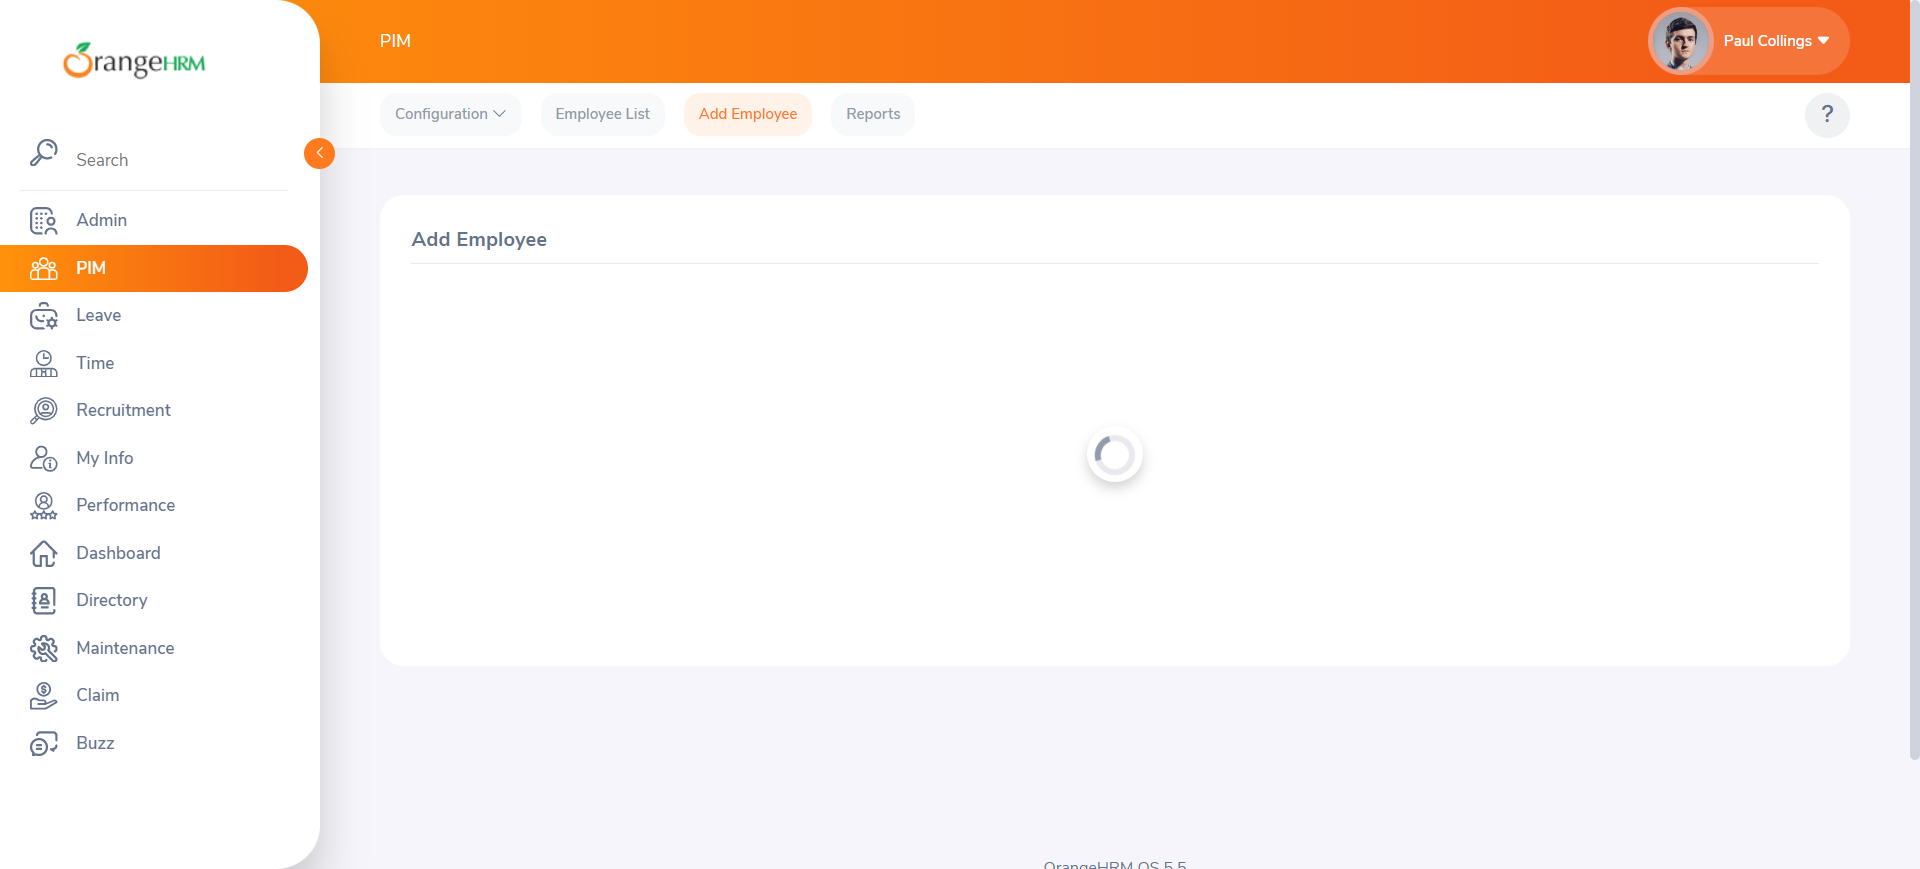 OrangeHRM
PIM
Paul Collings
Configuration
Employee List
Add Employee
Reports
?
Search
Admin
PIM
Leave
Time
Recruitment
My Info
Performance
Dashboard
Directory
Maintenance
Claim
Buzz
Add Employee
OrangeHRM OS 5.5